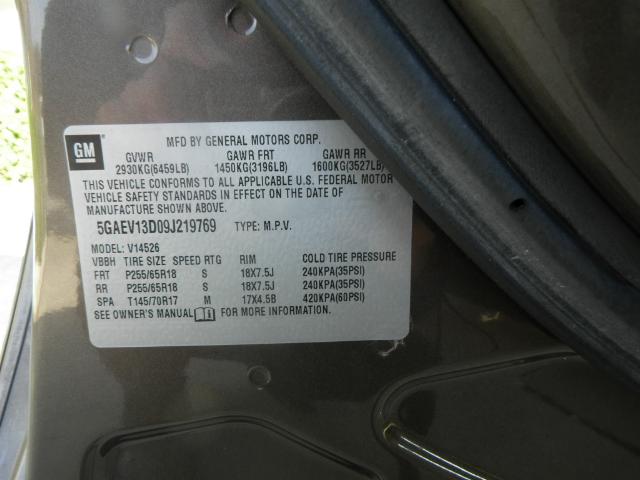 GM
MFD BY GENERAL MOTORS CORP.
GVWR GAWR FRT GAWR RR
2930KG(6459LB) 1450KG(3196LB) 1600KG(3527LB)
THIS VEHICLE CONFORMS TO ALL APPLICABLE U.S. FEDERAL MOTOR
VEHICLE SAFETY STANDARDS IN EFFECT ON THE DATE OF
MANUFACTURE SHOWN ABOVE.
5GAEV13D09J219769 TYPE: M.P.V.
MODEL: V14526
VBBH TIRE SIZE SPEED RTG RIM COLD TIRE PRESSURE
FRT P255/65R18 S 18X7.5J 240KPA(35PSI)
RR P255/65R18 S 18X7.5J 240KPA(35PSI)
SPA T145/70R17 M 17X4.5B 420KPA(60PSI)
SEE OWNER'S MANUAL FOR MORE INFORMATION.